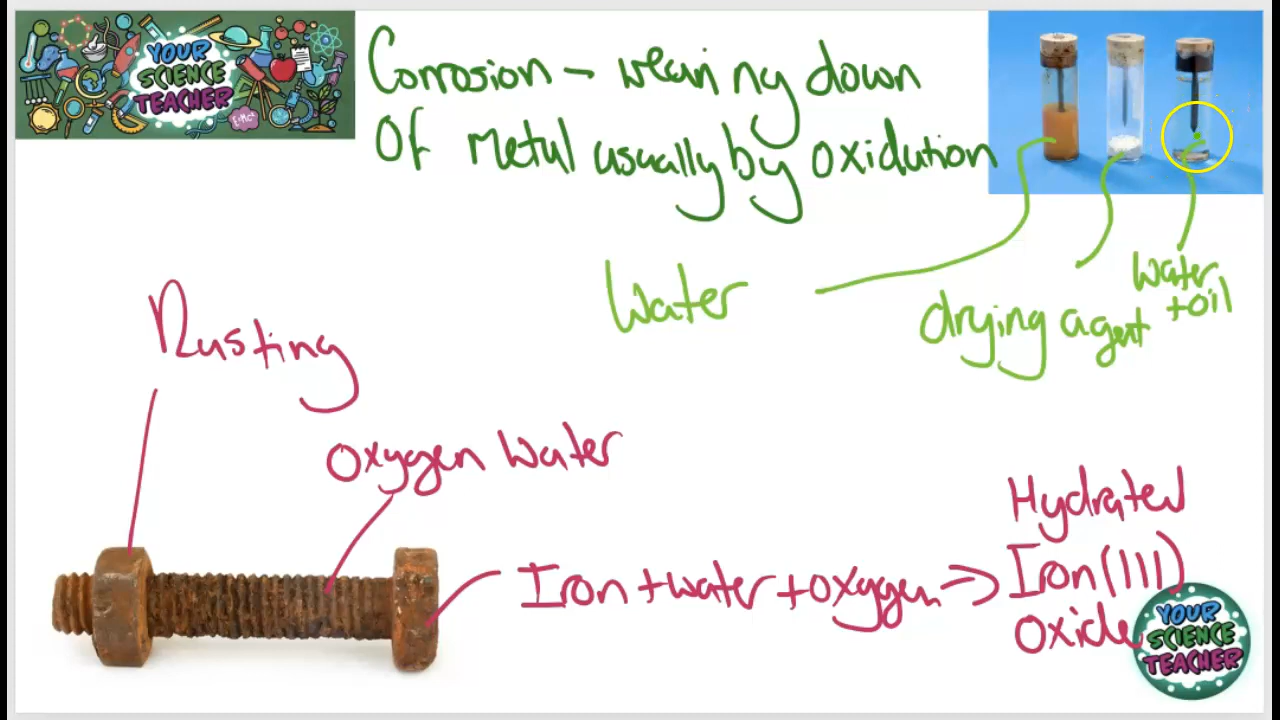 YOUR
SCIENCE
TEACHER
E=MC²
Corrosion - wearing down
Of Metal usually by oxidation
Water
drying agent
Water
+oil
Rusting
Oxygen Water
Iron + water + oxygen →
Hydrated
Iron (III)
Oxide
YOUR
SCIENCE
TEACHER